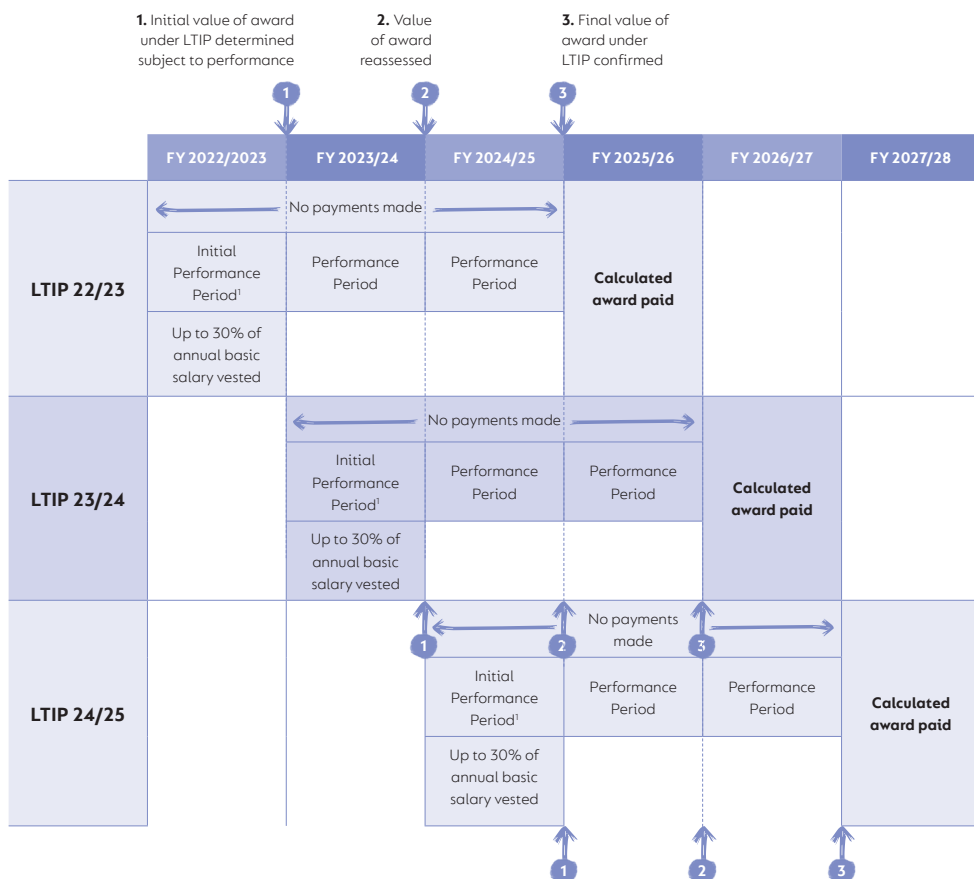 1. Initial value of award
under LTIP determined
subject to performance
2. Value
of award
reassessed
3. Final value of
award under
LTIP confirmed
1
2
3
FY 2022/2023
FY 2023/24
FY 2024/25
FY 2025/26
FY 2026/27
FY 2027/28
LTIP 22/23
No payments made
Initial
Performance
Period¹
Performance
Period
Performance
Period
Up to 30% of
annual basic
salary vested
Calculated
award paid
LTIP 23/24
No payments made
Initial
Performance
Period¹
Performance
Period
Performance
Period
Up to 30% of
annual basic
salary vested
Calculated
award paid
1
2
3
LTIP 24/25
No payments
made
Initial
Performance
Period¹
Performance
Period
Performance
Period
Up to 30% of
annual basic
salary vested
Calculated
award paid
1
2
3